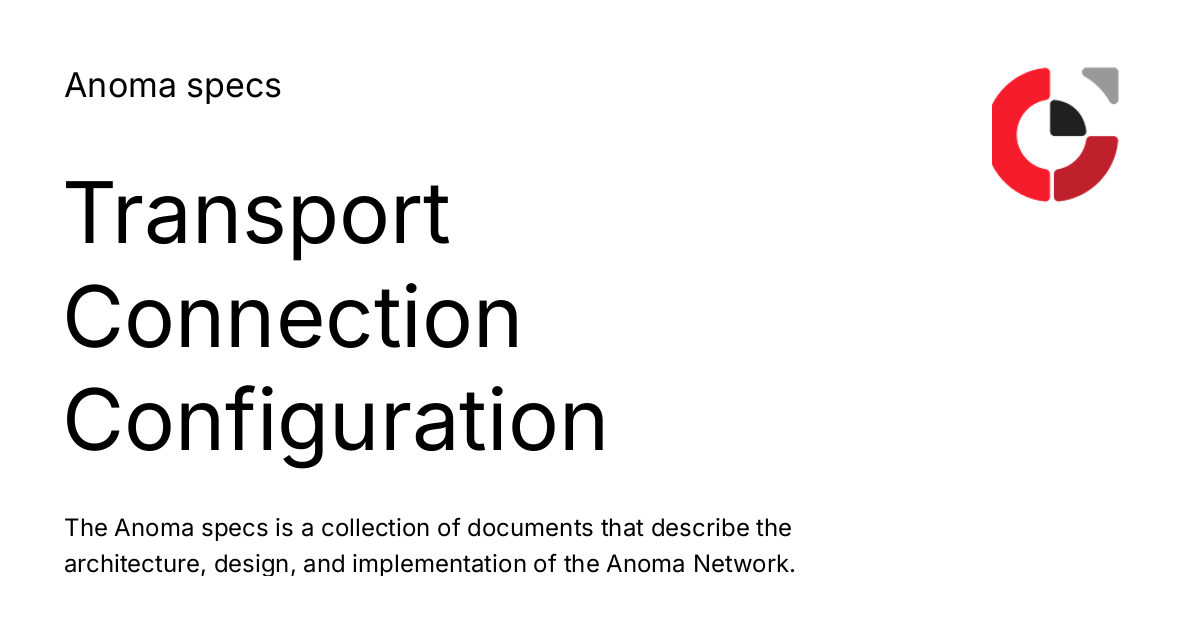 Anoma specs
Transport
Connection
Configuration
The Anoma specs is a collection of documents that describe the
architecture, design, and implementation of the Anoma Network.